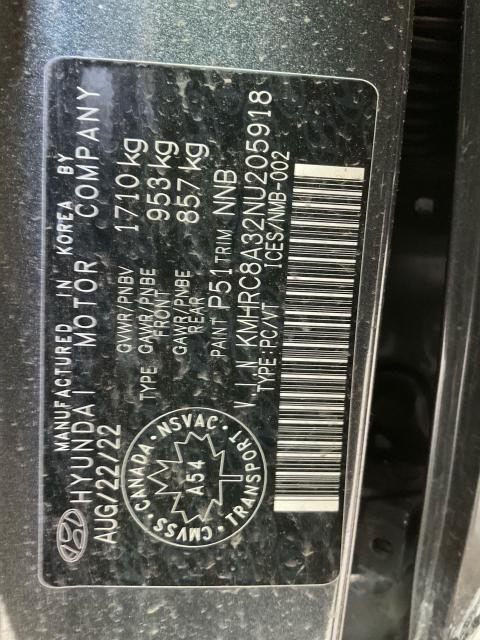 MANUFACTURED IN KOREA BY
HYUNDAI MOTOR COMPANY
AUG/22/22
GVWR/PNBV 1710 kg
TYPE GAWR/PNBE FRONT 953 kg
GAWR/PNBE REAR 857 kg
PAINT P51 TRIM NNB
V I N KMHRC8A32NU205918
TYPE:PC/VT ICES/NMB-002
CMVSS · CANADA · NSVAC · TRANSPORT
A54